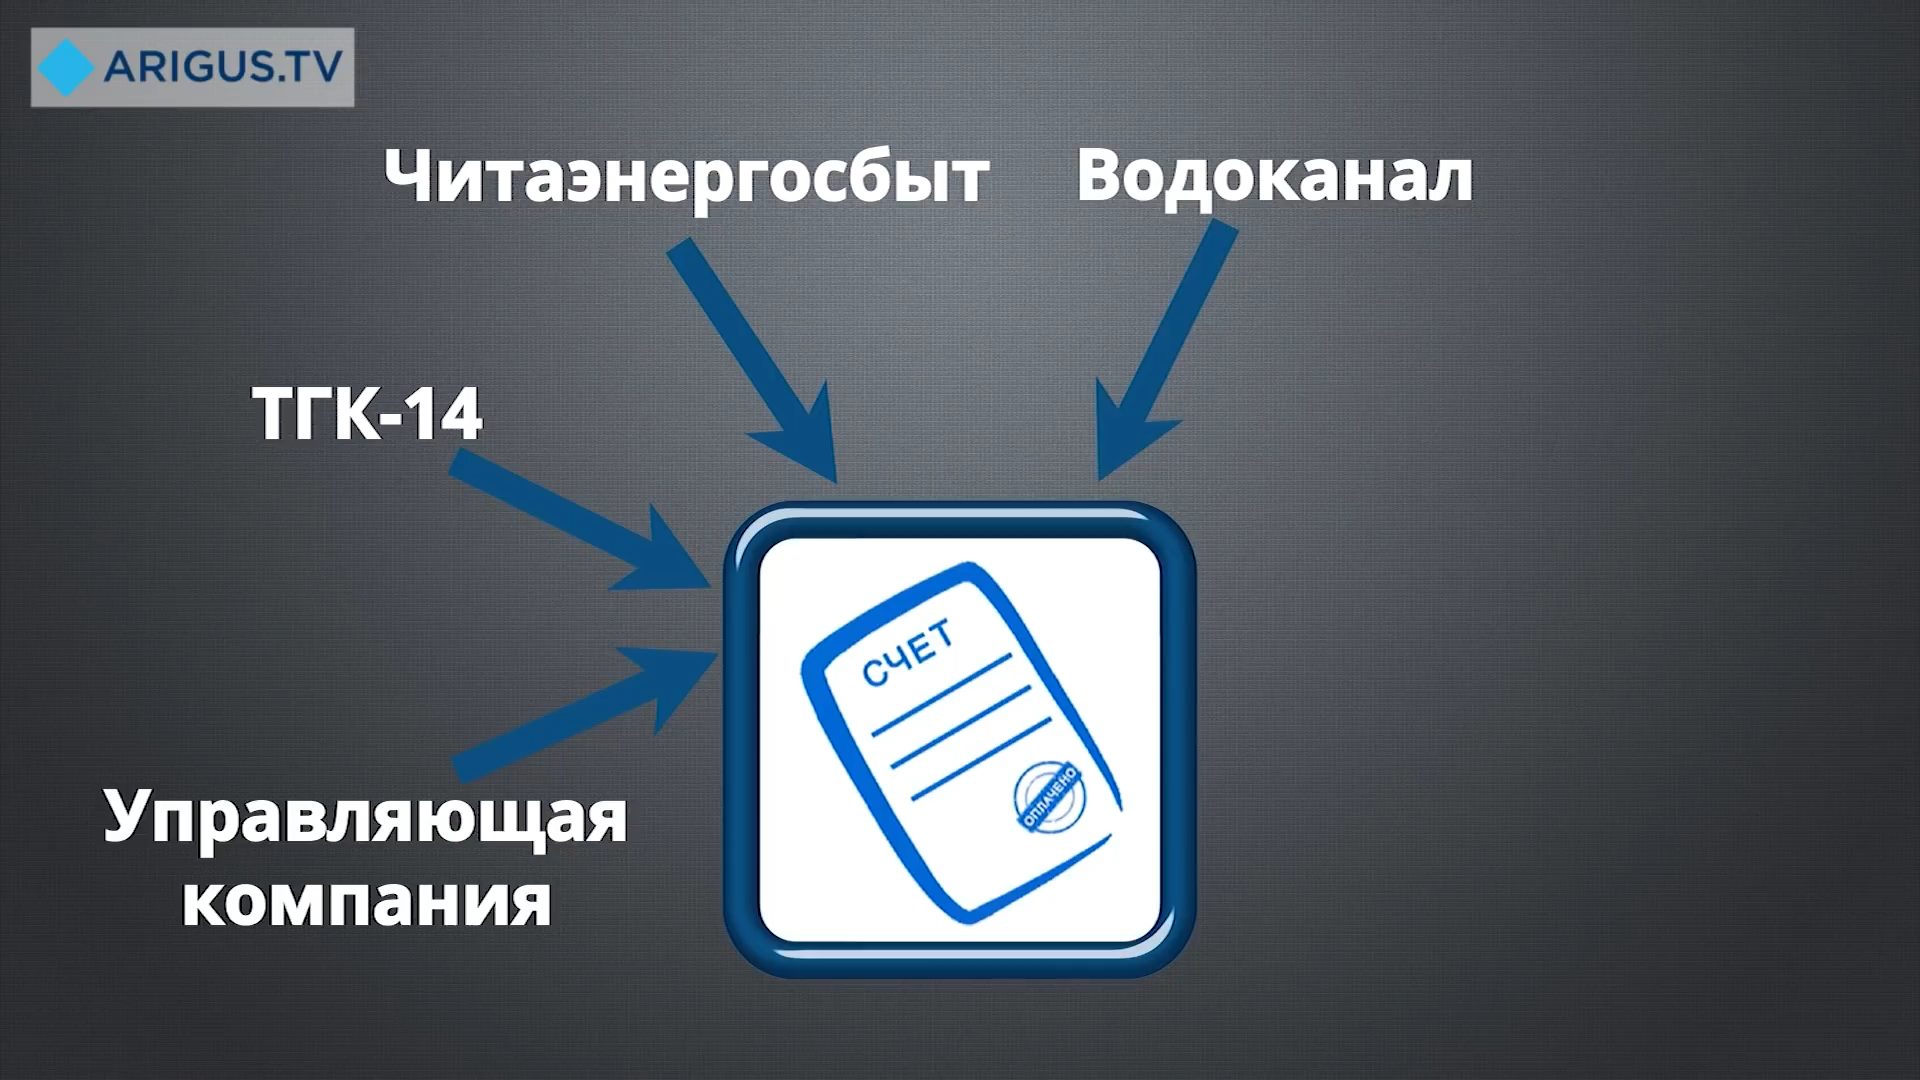 ARIGUS.TV
Читаэнергосбыт
Водоканал
ТГК-14
Управляющая
компания
СЧЕТ
ОПЛАЧЕНО